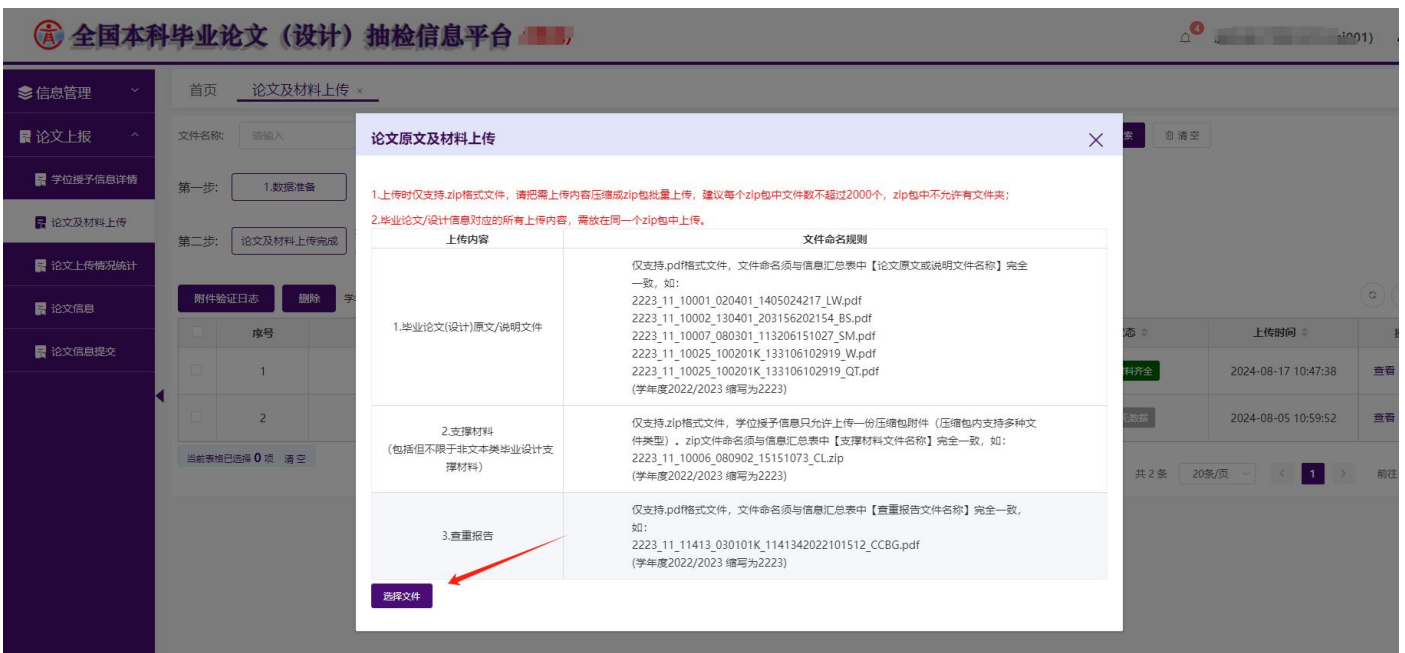 全国本科毕业论文（设计）抽检信息平台
4
001)
信息管理
论文上报
学位授予信息详情
论文及材料上传
论文上传情况统计
论文信息
论文信息提交
首页 论文及材料上传 ×
文件名称: 请输入
索 清空
第一步: 1.数据准备
第二步: 论文及材料上传完成
附件验证日志 删除
序号
上传时间
1
料齐全 2024-08-17 10:47:38 查看
2
2024-08-05 10:59:52 查看
当前表格已选择 0 项 清空
共 2 条 20条/页 < 1 > 前往
论文原文及材料上传
1.上传时仅支持.zip格式文件，请把需上传内容压缩成zip包批量上传，建议每个zip包中文件数不超过2000个，zip包中不允许有文件夹；
2.毕业论文/设计信息对应的所有上传内容，需放在同一个zip包中上传。
上传内容 文件命名规则
1.毕业论文(设计)原文/说明文件
仅支持.pdf格式文件，文件命名须与信息汇总表中【论文原文或说明文件名称】完全
一致，如：
2223_11_10001_020401_1405024217_LW.pdf
2223_11_10002_130401_203156202154_BS.pdf
2223_11_10007_080301_113206151027_SM.pdf
2223_11_10025_100201K_133106102919_W.pdf
2223_11_10025_100201K_133106102919_QT.pdf
(学年度2022/2023 缩写为2223)
2.支撑材料
(包括但不限于非文本类毕业设计支
撑材料）
仅支持.zip格式文件，学位授予信息只允许上传一份压缩包附件（压缩包内支持多种文
件类型）。zip文件命名须与信息汇总表中【支撑材料文件名称】完全一致，如：
2223_11_10006_080902_15151073_CL.zip
(学年度2022/2023 缩写为2223)
3.查重报告
仅支持.pdf格式文件，文件命名须与信息汇总表中【查重报告文件名称】完全一致，
如：
2223_11_11413_030101K_1141342022101512_CCBG.pdf
(学年度2022/2023 缩写为2223)
选择文件